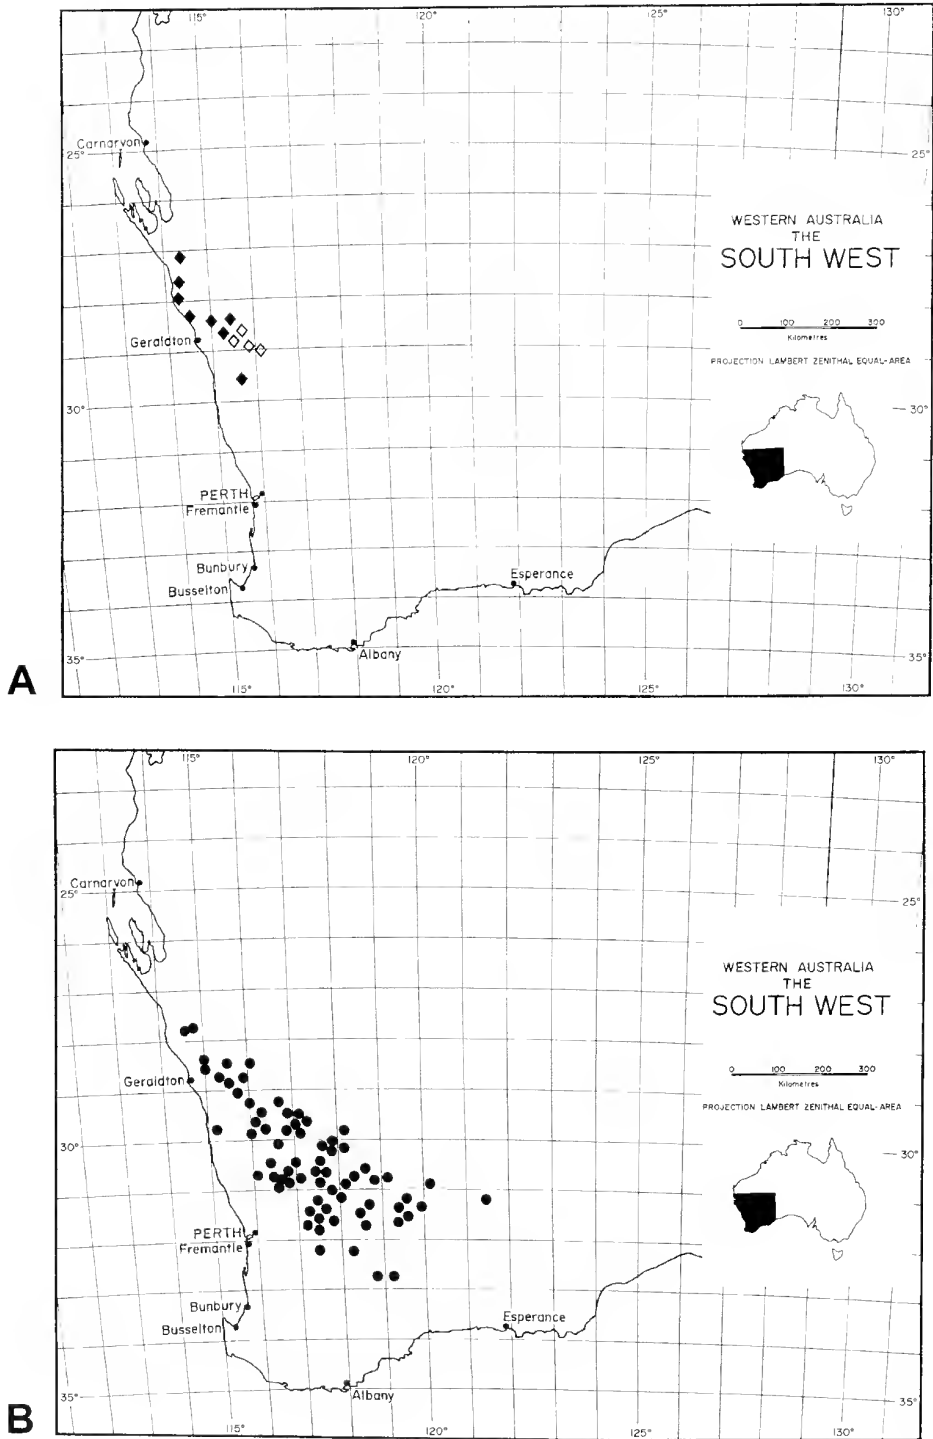 115°
120°
125°
130°
Carnarvon
25°
25°
WESTERN AUSTRALIA
THE
SOUTH WEST
0 100 200 300
Kilometres
Geraldton
PROJECTION LAMBERT ZENITHAL EQUAL-AREA
30°
30°
PERTH
Fremantle
Bunbury
Busselton
Esperance
Albany
35°
35°
A
115°
120°
125°
130°
115°
120°
125°
130°
Carnarvon
25°
25°
WESTERN AUSTRALIA
THE
SOUTH WEST
0 100 200 300
Kilometres
Geraldton
PROJECTION LAMBERT ZENITHAL EQUAL-AREA
30°
30°
PERTH
Fremantle
Bunbury
Busselton
Esperance
Albany
35°
35°
B
115°
120°
125°
130°